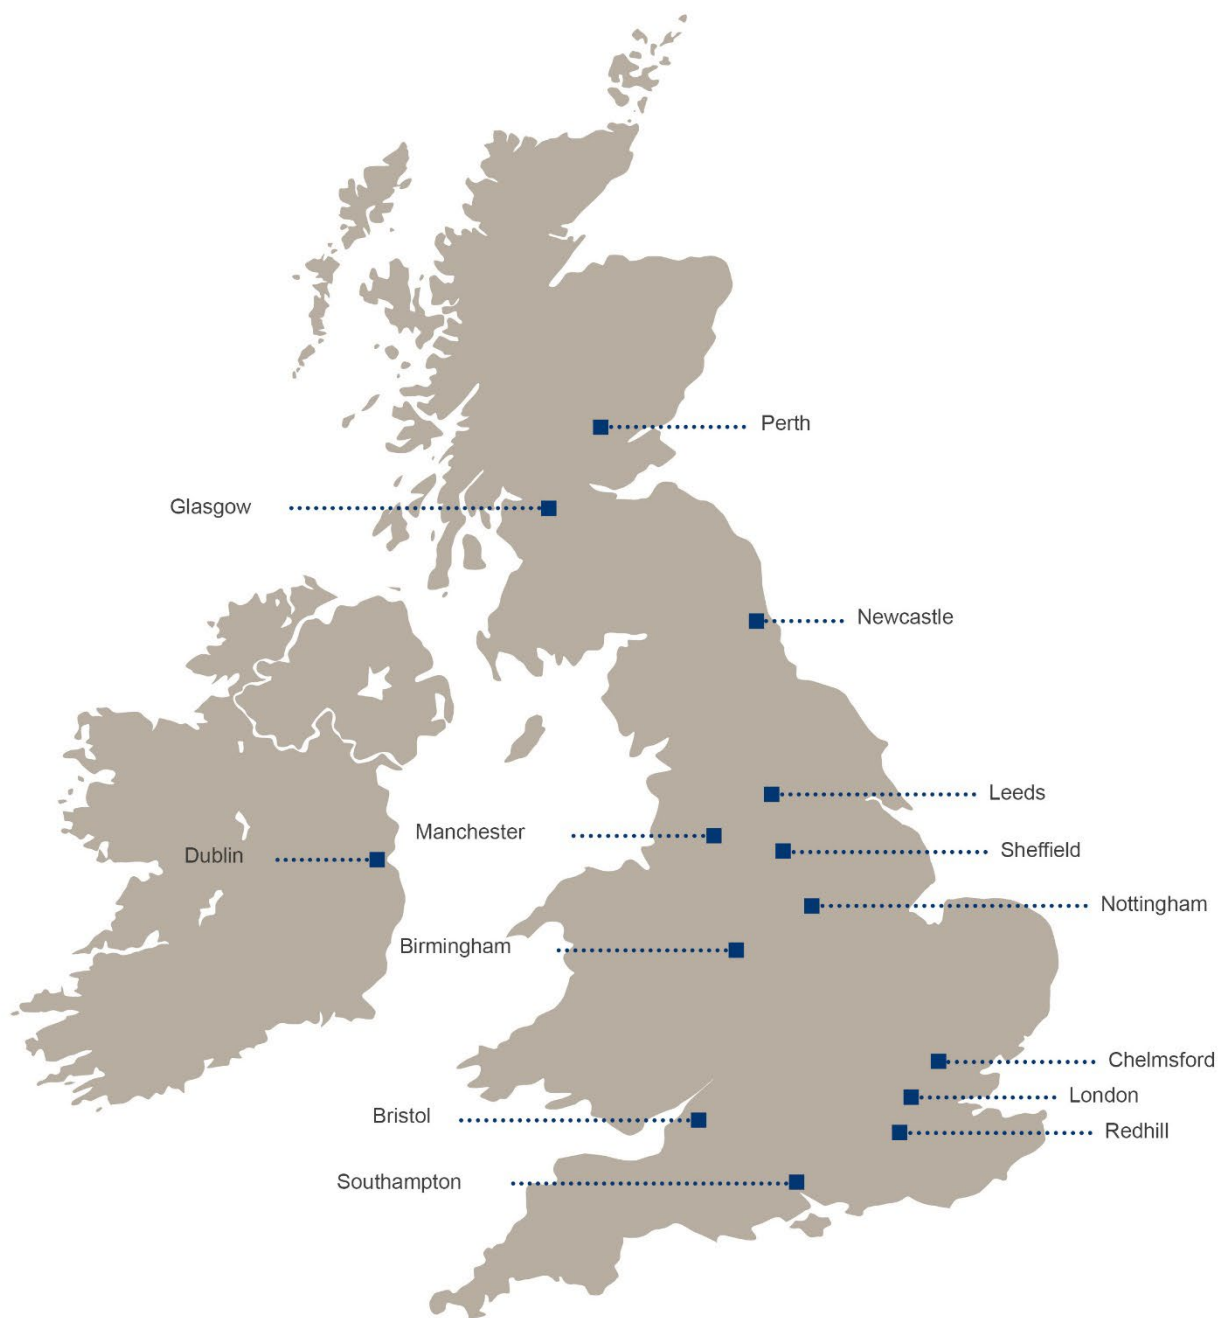 Perth
Glasgow
Newcastle
Leeds
Manchester
Sheffield
Dublin
Nottingham
Birmingham
Chelmsford
London
Bristol
Redhill
Southampton